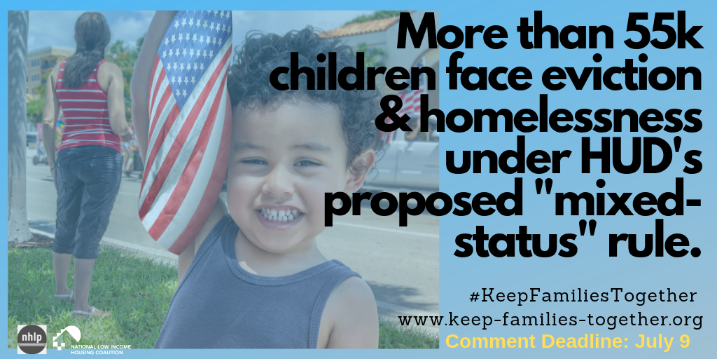 More than 55k
children face eviction
& homelessness
under HUD's
proposed "mixed-
status" rule.
#KeepFamiliesTogether
www.keep-families-together.org
Comment Deadline: July 9
nhlp
NATIONAL LOW INCOME
HOUSING COALITION